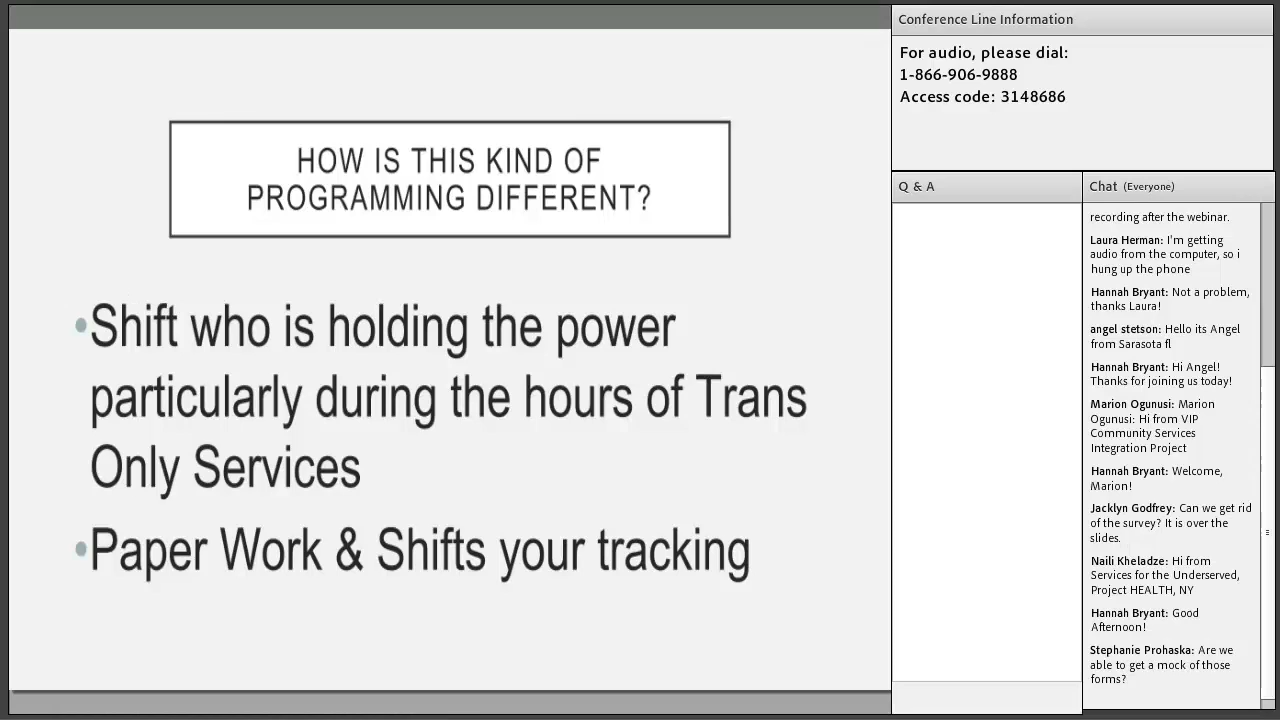 HOW IS THIS KIND OF
PROGRAMMING DIFFERENT?
•Shift who is holding the power
particularly during the hours of Trans
Only Services
•Paper Work & Shifts your tracking
Conference Line Information
For audio, please dial:
1-866-906-9888
Access code: 3148686
Q & A
Chat (Everyone)
recording after the webinar.
Laura Herman: I'm getting
audio from the computer, so i
hung up the phone
Hannah Bryant: Not a problem,
thanks Laura!
angel stetson: Hello its Angel
from Sarasota fl
Hannah Bryant: Hi Angel!
Thanks for joining us today!
Marion Ogunusi: Marion
Ogunusi: Hi from VIP
Community Services
Integration Project
Hannah Bryant: Welcome,
Marion!
Jacklyn Godfrey: Can we get rid
of the survey? It is over the
slides.
Naili Kheladze: Hi from
Services for the Underserved,
Project HEALTH, NY
Hannah Bryant: Good
Afternoon!
Stephanie Prohaska: Are we
able to get a mock of those
forms?